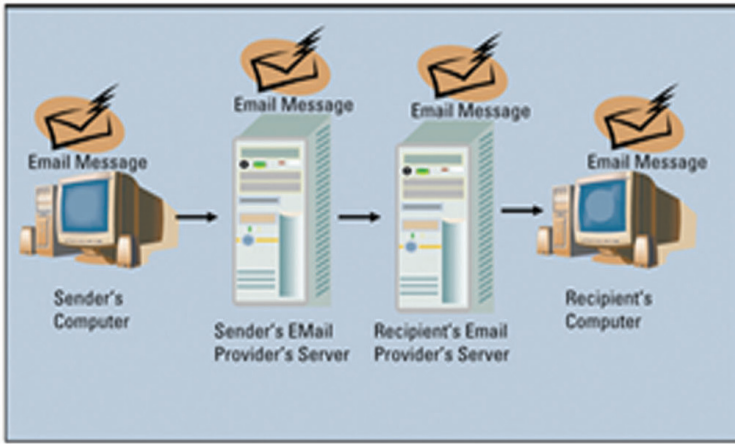 Email Message
Email Message
Email Message
Email Message
Sender's
Computer
Sender's EMail
Provider's Server
Recipient's Email
Provider's Server
Recipient's
Computer